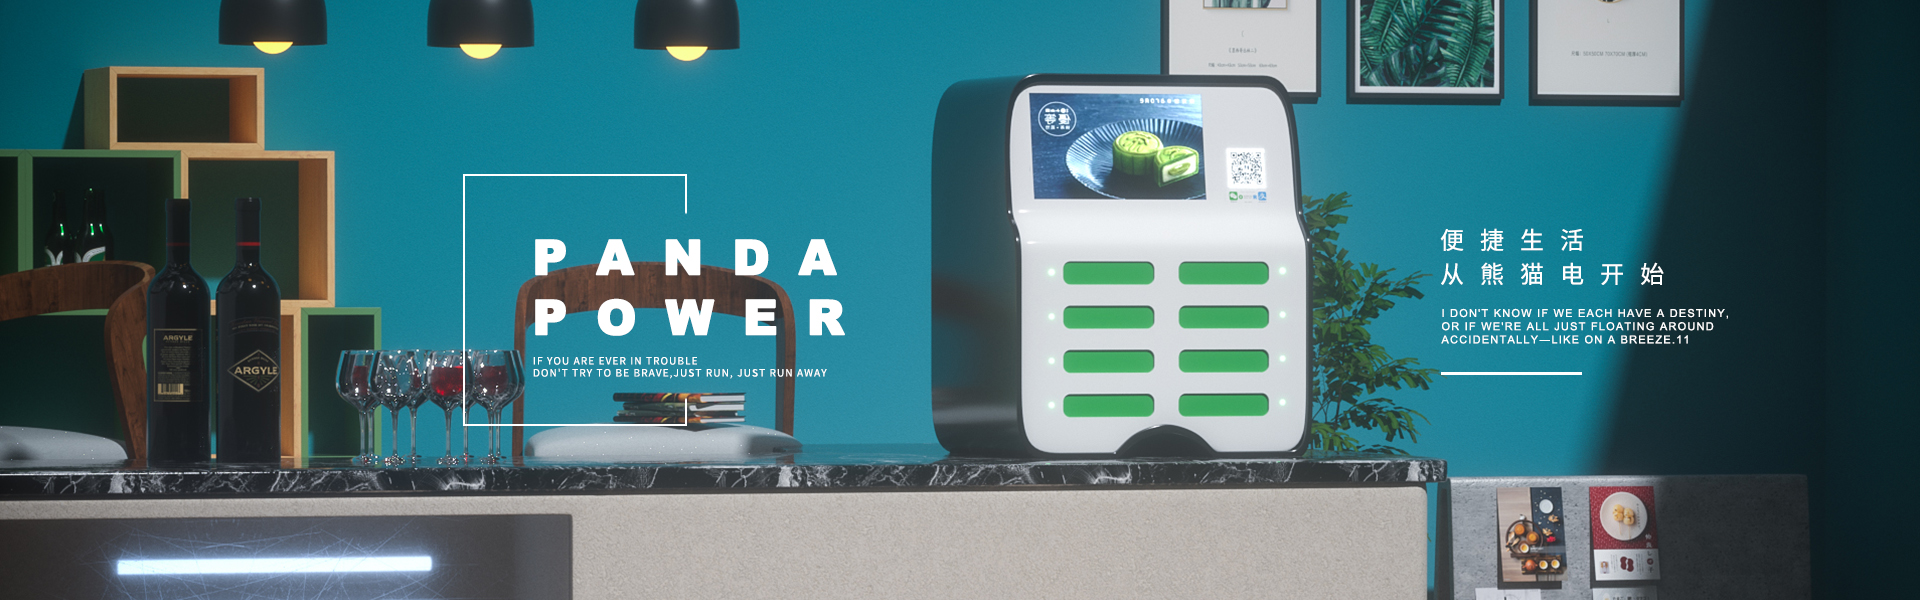 PANDA
POWER
IF YOU ARE EVER IN TROUBLE
DON'T TRY TO BE BRAVE,JUST RUN, JUST RUN AWAY
便捷生活
从熊猫电开始
I DON'T KNOW IF WE EACH HAVE A DESTINY,
OR IF WE'RE ALL JUST FLOATING AROUND
ACCIDENTALLY—LIKE ON A BREEZE.11
ARGYLE
ARGYLE